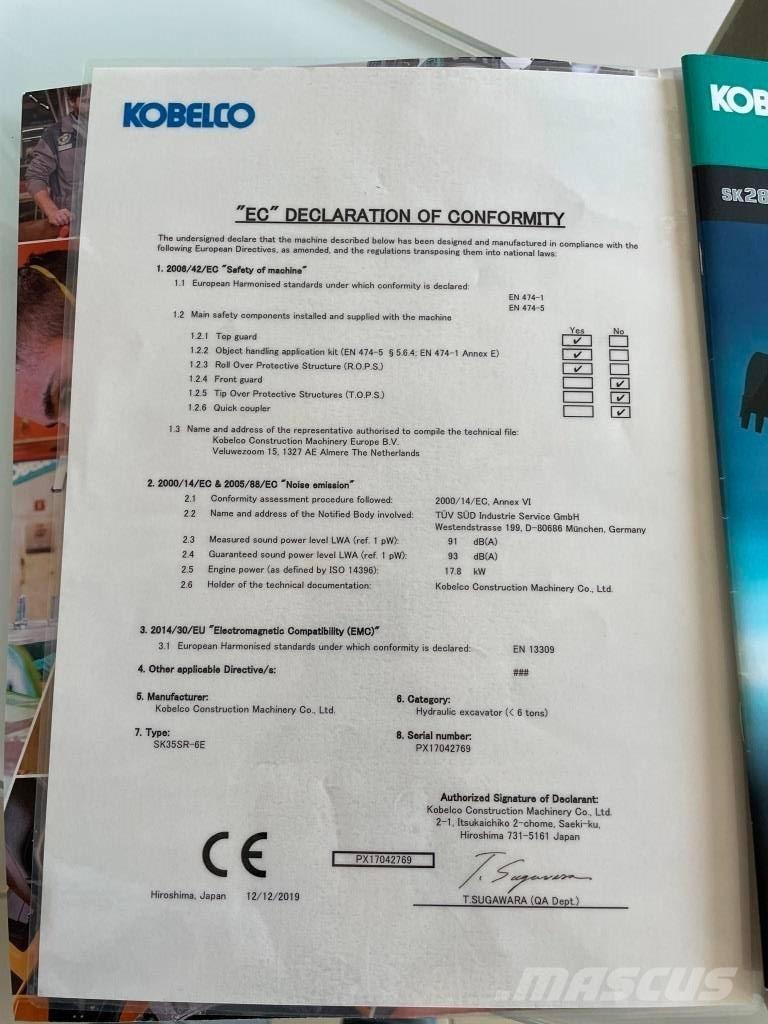 KOBELCO
KOB
SK28
"EC" DECLARATION OF CONFORMITY
The undersigned declare that the machine described below has been designed and manufactured in compliance with the
following European Directives, as amended, and the regulations transposing them into national laws:
1. 2006/42/EC "Safety of machine"
1.1 European Harmonised standards under which conformity is declared:
EN 474-1
EN 474-5
1.2 Main safety components installed and supplied with the machine
Yes No
1.2.1 Top guard ✓
1.2.2 Object handling application kit (EN 474-5 §5.6.4; EN 474-1 Annex E) ✓
1.2.3 Roll Over Protective Structure (R.O.P.S.) ✓
1.2.4 Front guard ✓
1.2.5 Tip Over Protective Structures (T.O.P.S.) ✓
1.2.6 Quick coupler ✓
1.3 Name and address of the representative authorised to compile the technical file:
Kobelco Construction Machinery Europe B.V.
Veluwezoom 15, 1327 AE Almere The Netherlands
2. 2000/14/EC & 2005/88/EC "Noise emission"
2.1 Conformity assessment procedure followed: 2000/14/EC, Annex VI
2.2 Name and address of the Notified Body involved: TÜV SÜD Industrie Service GmbH
Westendstrasse 199, D-80686 München, Germany
2.3 Measured sound power level LWA (ref. 1 pW): 91 dB(A)
2.4 Guaranteed sound power level LWA (ref. 1 pW): 93 dB(A)
2.5 Engine power (as defined by ISO 14396): 17.8 kW
2.6 Holder of the technical documentation: Kobelco Construction Machinery Co., Ltd.
3. 2014/30/EU "Electromagnetic Compatibility (EMC)"
3.1 European Harmonised standards under which conformity is declared: EN 13309
4. Other applicable Directive/s: ###
5. Manufacturer: 6. Category:
Kobelco Construction Machinery Co., Ltd. Hydraulic excavator (< 6 tons)
7. Type: 8. Serial number:
SK35SR-6E PX17042769
Authorized Signature of Declarant:
Kobelco Construction Machinery Co., Ltd.
2-1, Itsukaichiko 2-chome, Saeki-ku,
Hiroshima 731-5161 Japan
CE PX17042769 T. Sugawara
Hiroshima, Japan 12/12/2019 T.SUGAWARA (QA Dept.)
MASCUS